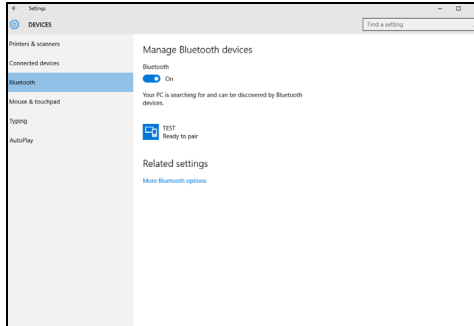 Settings
DEVICES
Find a setting
Printers & scanners
Connected devices
Bluetooth
Mouse & touchpad
Typing
AutoPlay
Manage Bluetooth devices
Bluetooth
On
Your PC is searching for and can be discovered by Bluetooth
devices.
TEST
Ready to pair
Related settings
More Bluetooth options